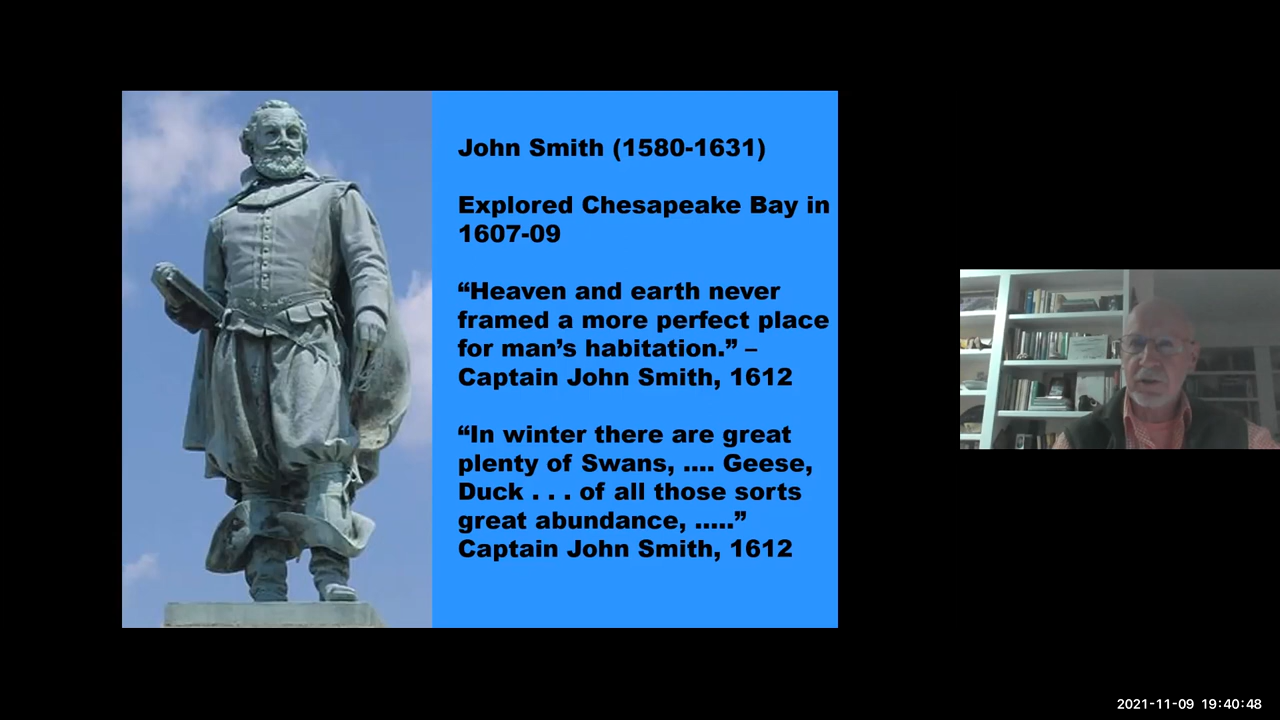 John Smith (1580-1631)
Explored Chesapeake Bay in
1607-09
“Heaven and earth never
framed a more perfect place
for man’s habitation.” –
Captain John Smith, 1612
“In winter there are great
plenty of Swans, .... Geese,
Duck . . . of all those sorts
great abundance, .....”
Captain John Smith, 1612
2021-11-09 19:40:48